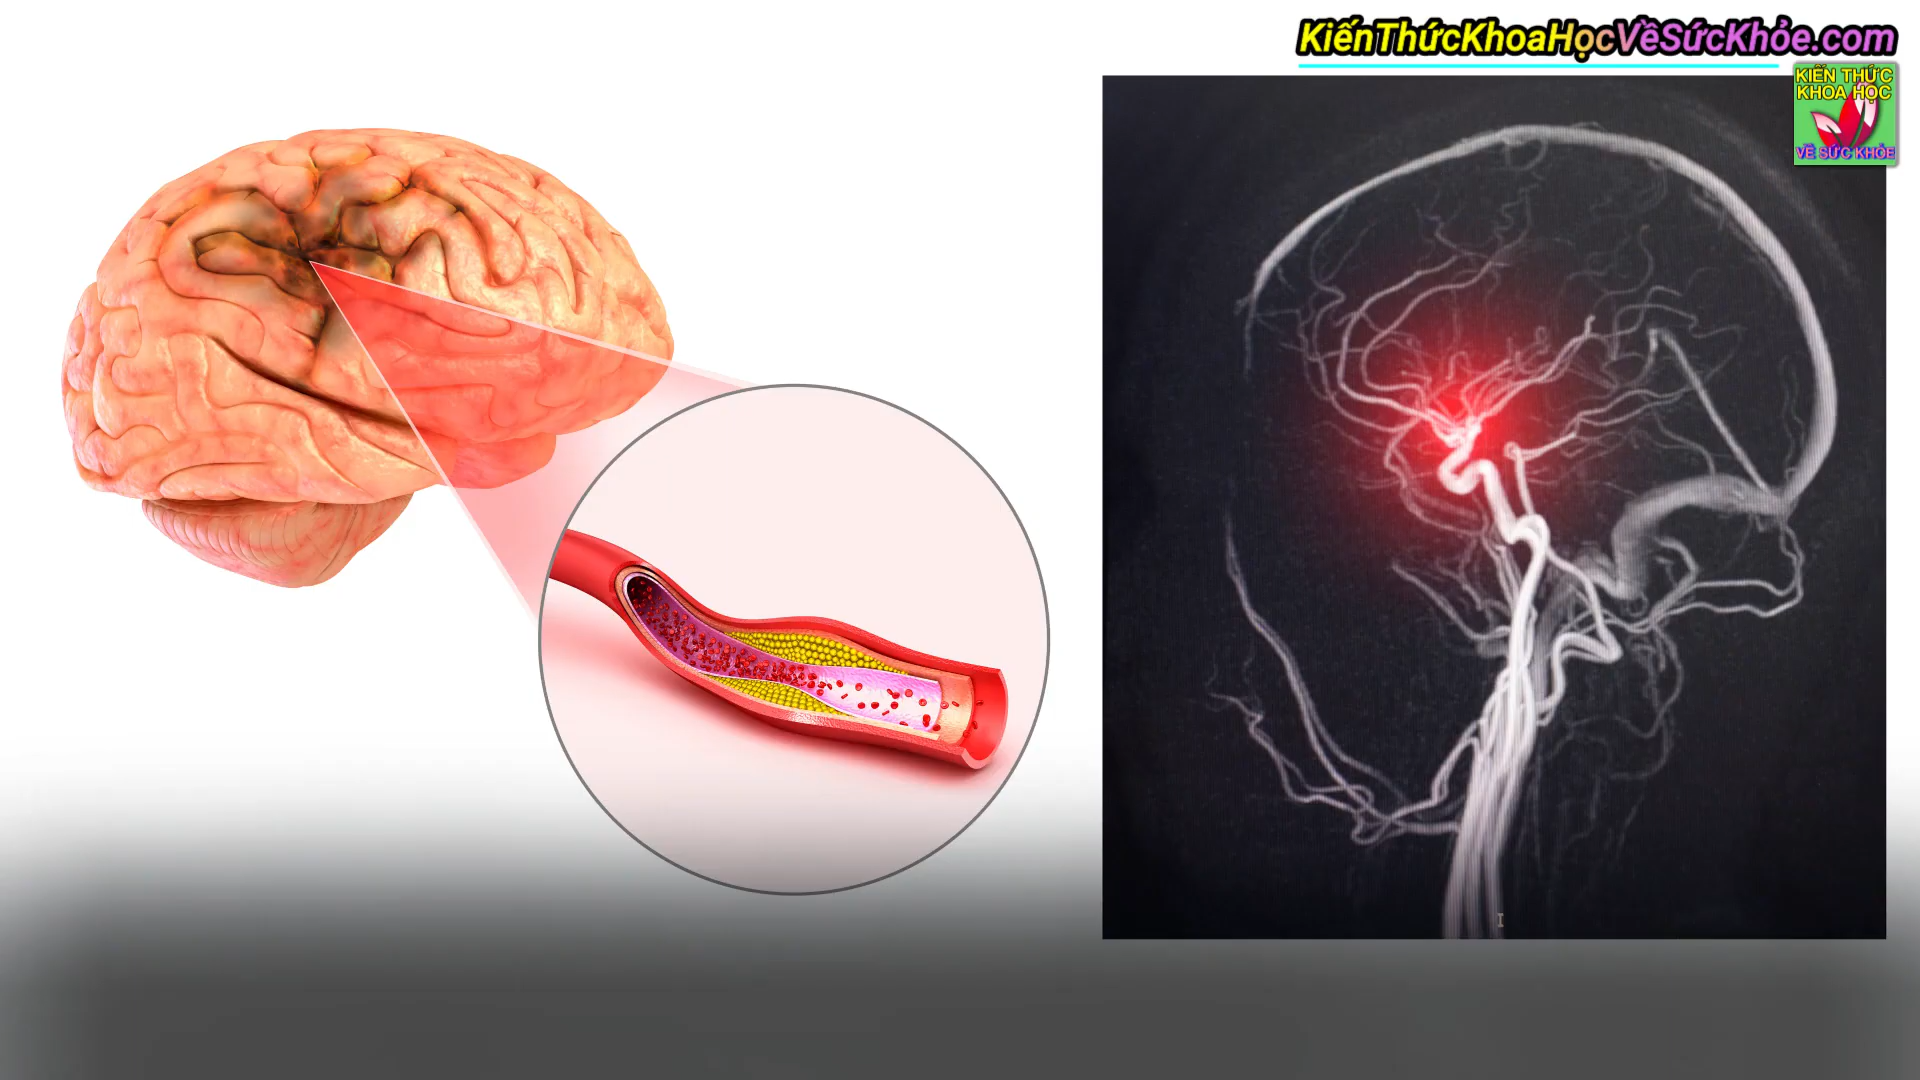 KiếnThứcKhoaHọcVềSứcKhỏe.com
KIẾN THỨC
KHOA HỌC
VỀ SỨC KHỎE